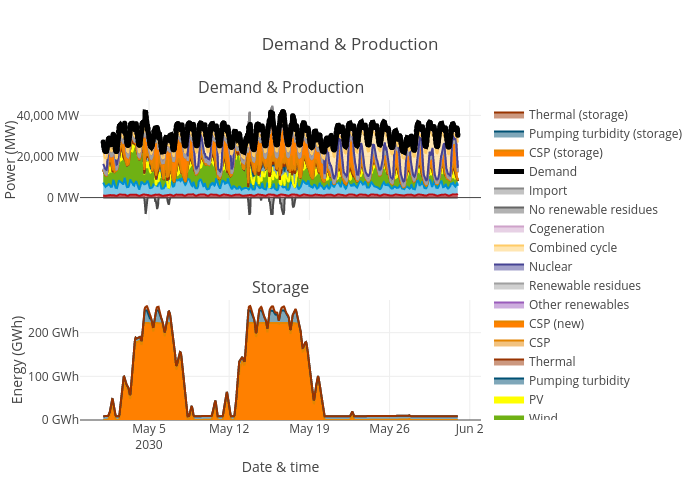 Demand & Production
Demand & Production
Power (MW)
40,000 MW
20,000 MW
0 MW
Storage
Energy (GWh)
200 GWh
100 GWh
0 GWh
May 5
2030
May 12
May 19
May 26
Jun 2
Date & time
Thermal (storage)
Pumping turbidity (storage)
CSP (storage)
Demand
Import
No renewable residues
Cogeneration
Combined cycle
Nuclear
Renewable residues
Other renewables
CSP (new)
CSP
Thermal
Pumping turbidity
PV
Wind